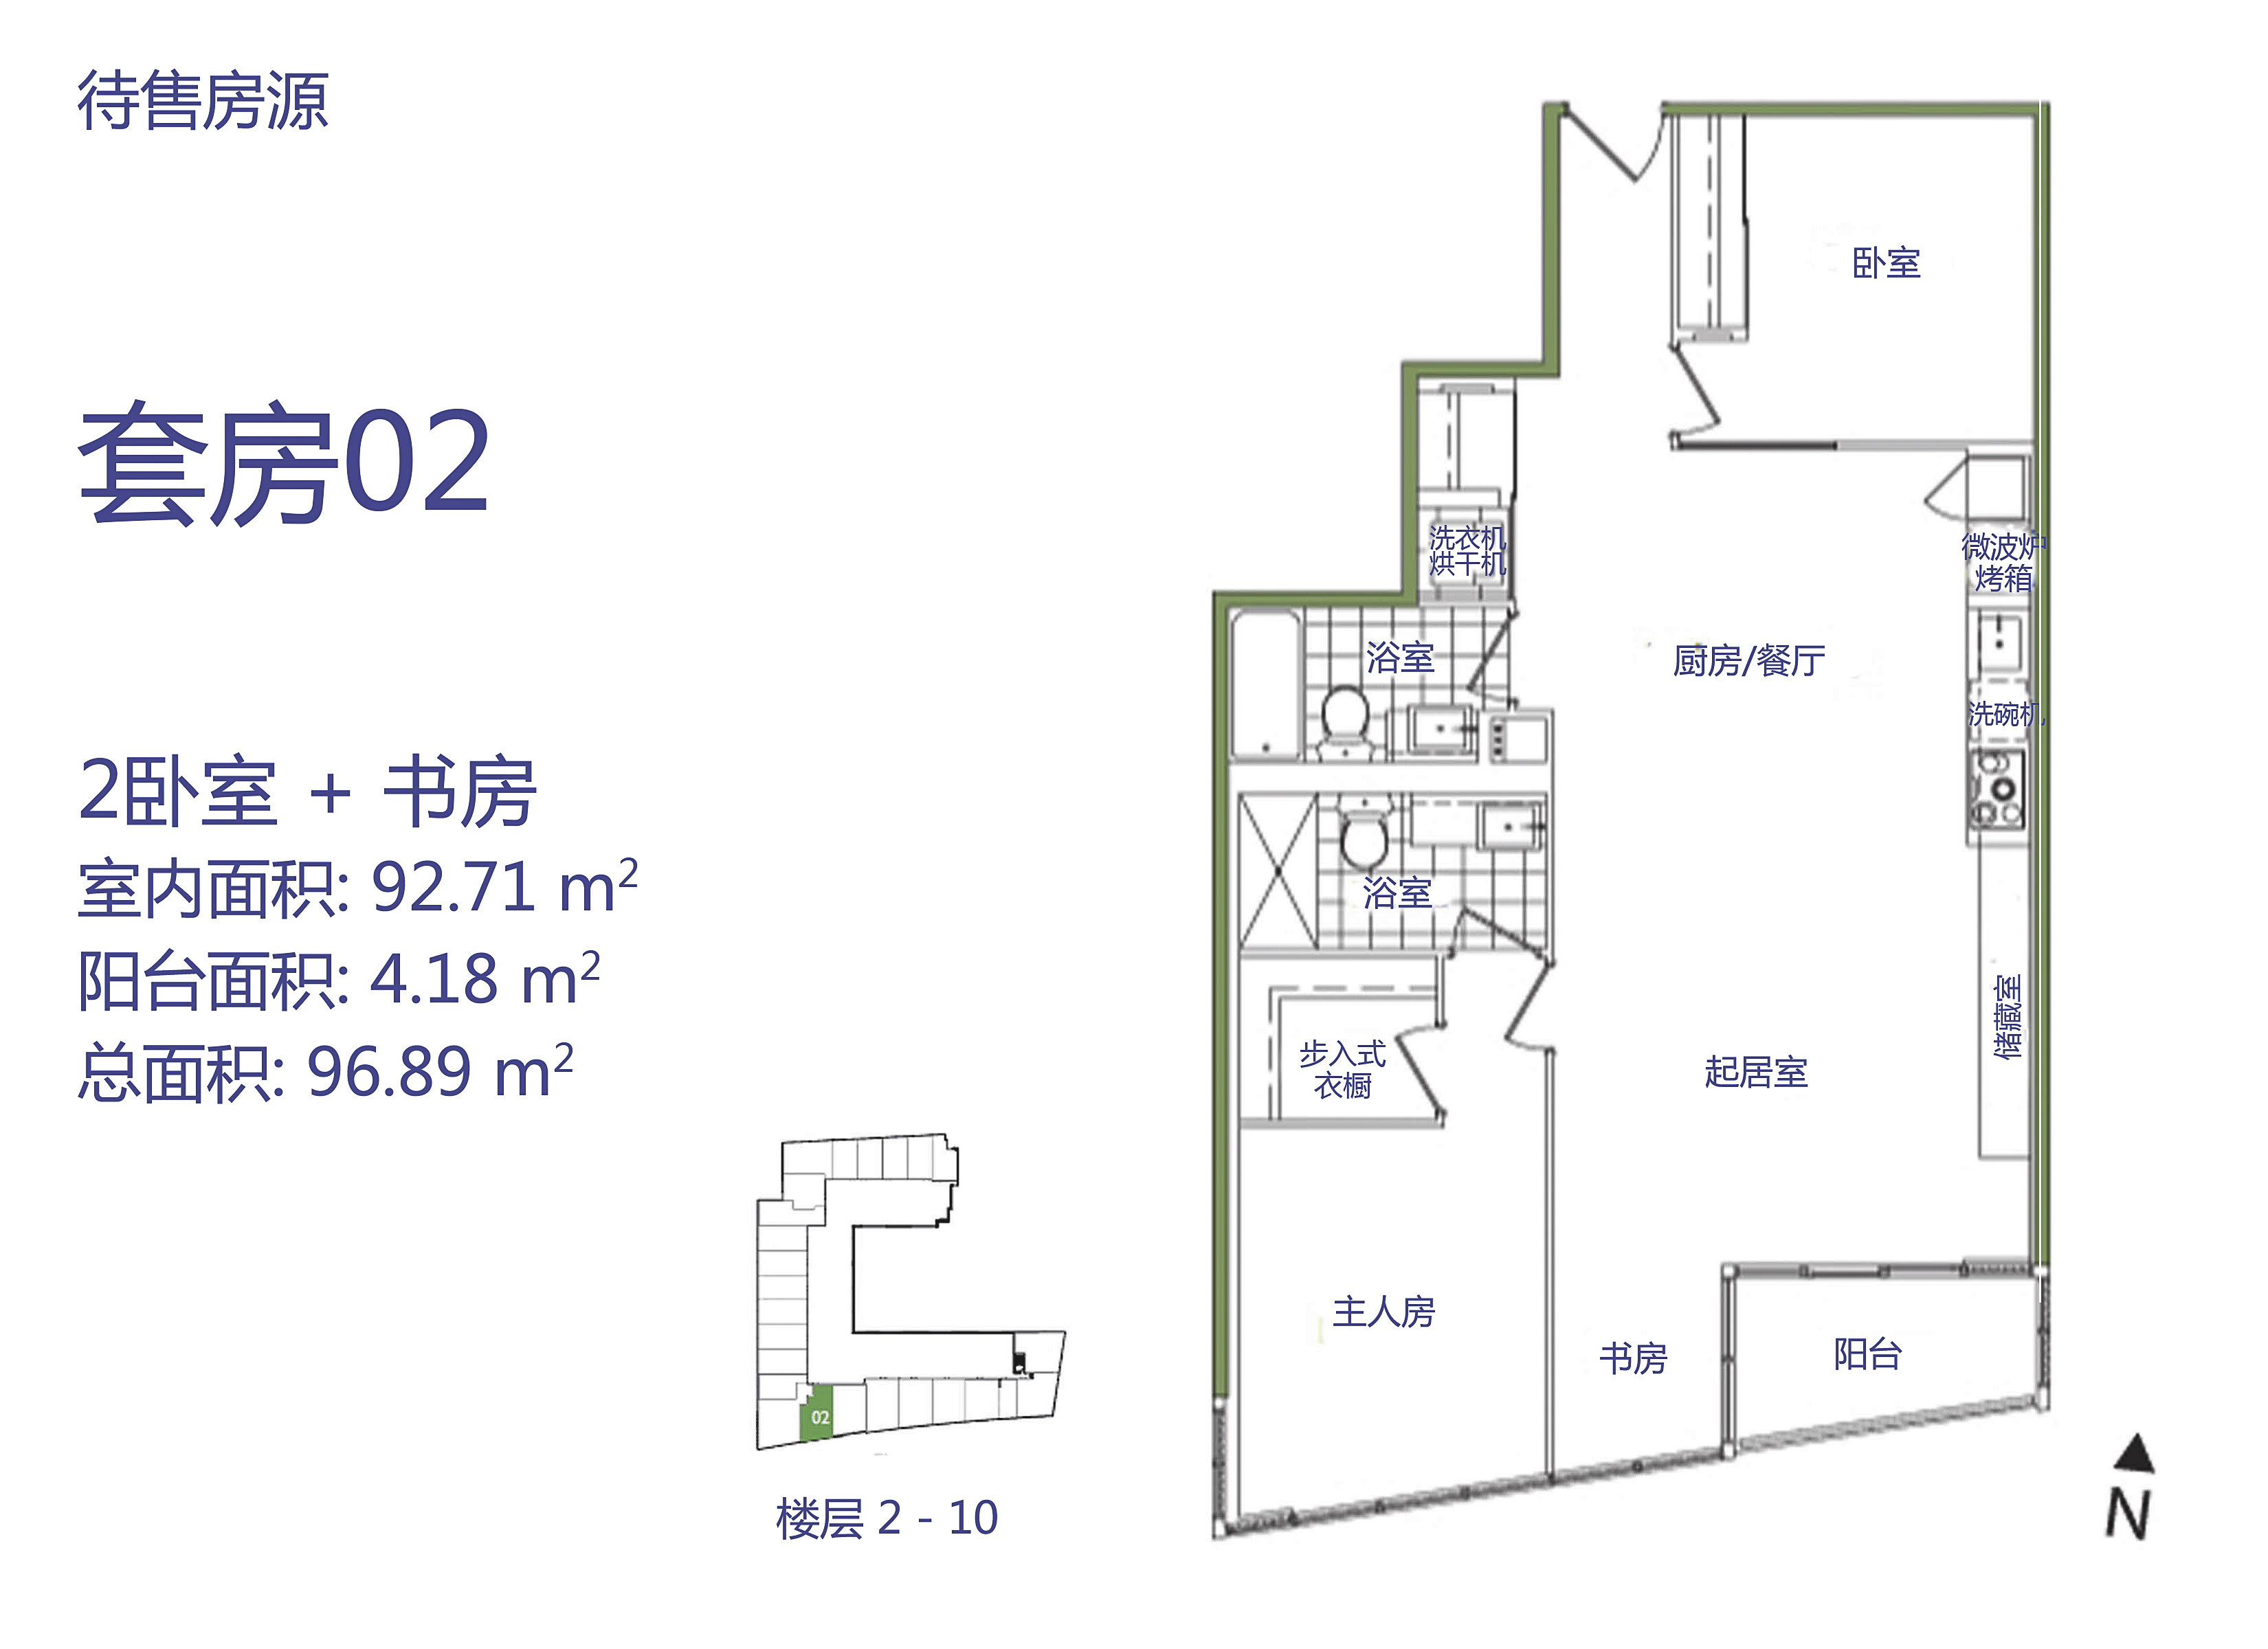 待售房源
套房02
2卧室 + 书房
室内面积: 92.71 m²
阳台面积: 4.18 m²
总面积: 96.89 m²
02
楼层 2 - 10
卧室
洗衣机
烘干机
微波炉
烤箱
浴室
厨房/餐厅
洗碗机
浴室
储藏室
步入式
衣橱
起居室
主人房
书房
阳台
N